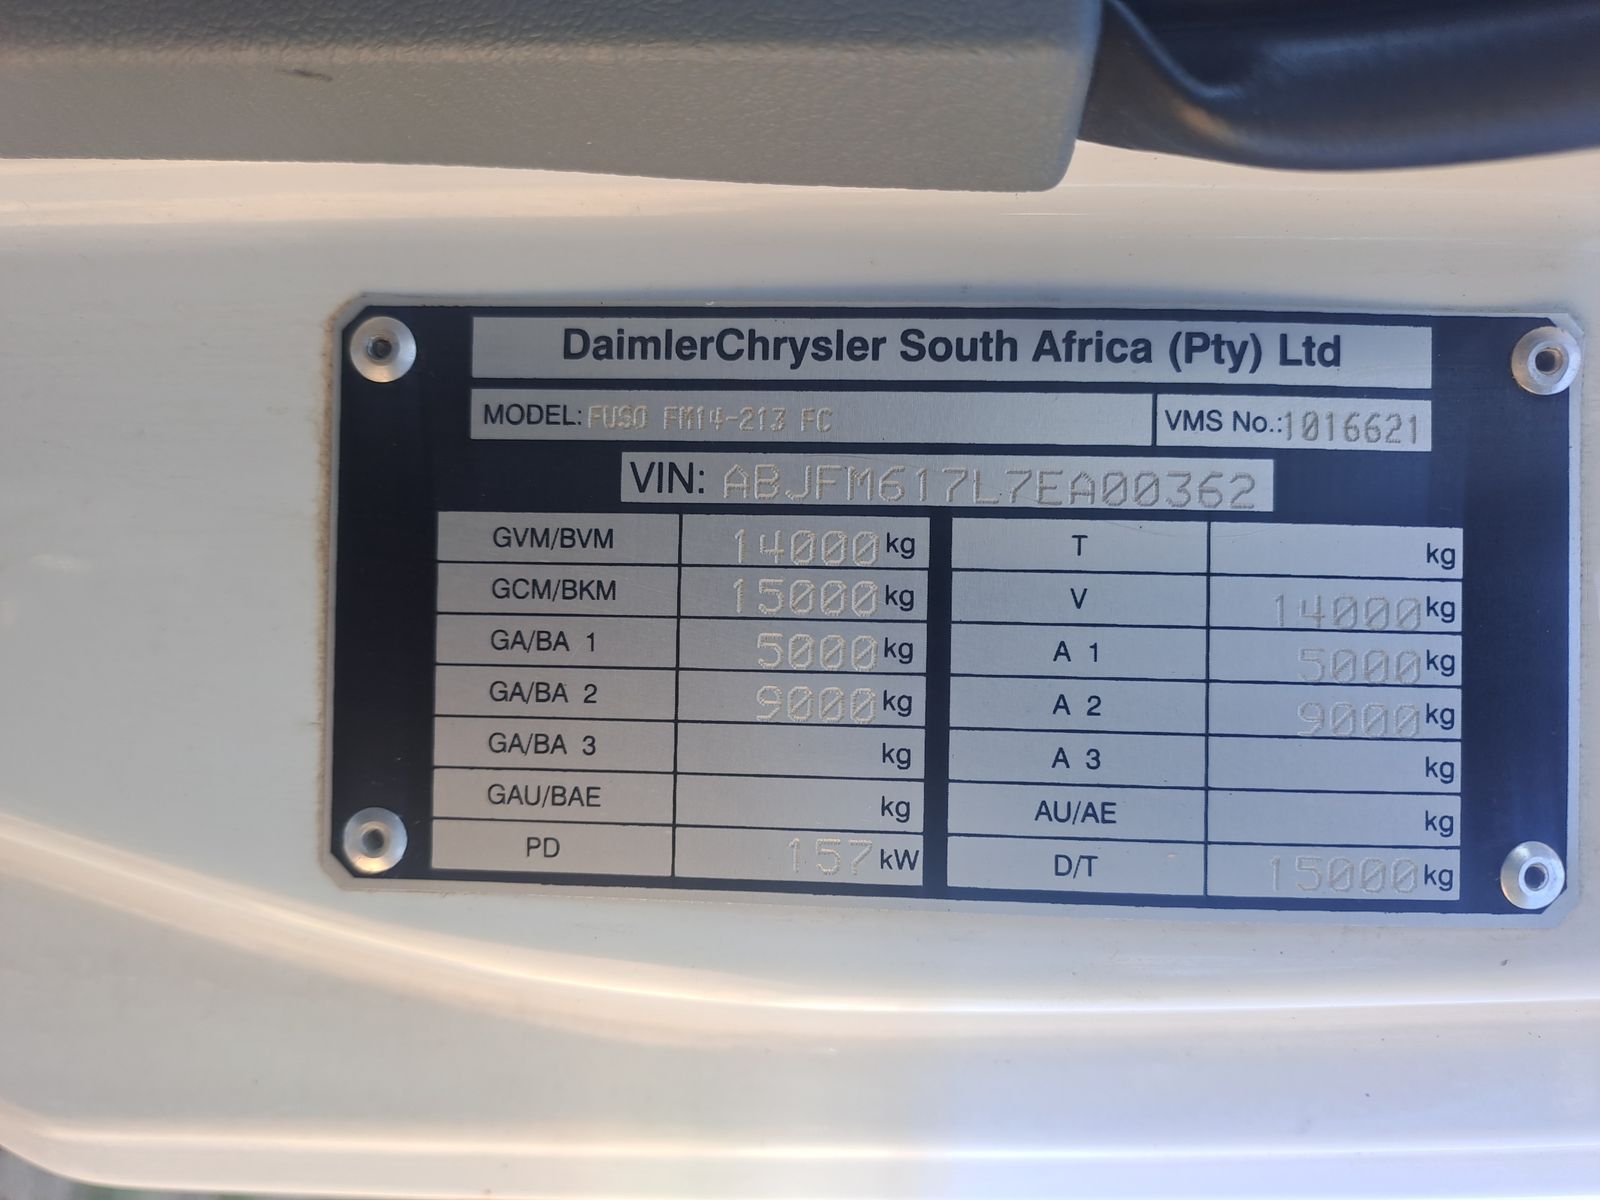 DaimlerChrysler South Africa (Pty) Ltd
MODEL: FUSO FM14-213 FC VMS No.: 1016621
VIN: ABJFM617L7EA00362
GVM/BVM 14000 kg T kg
GCM/BKM 15000 kg V 14000 kg
GA/BA 1 5000 kg A 1 5000 kg
GA/BA 2 9000 kg A 2 9000 kg
GA/BA 3 kg A 3 kg
GAU/BAE kg AU/AE kg
PD 157 kW D/T 15000 kg